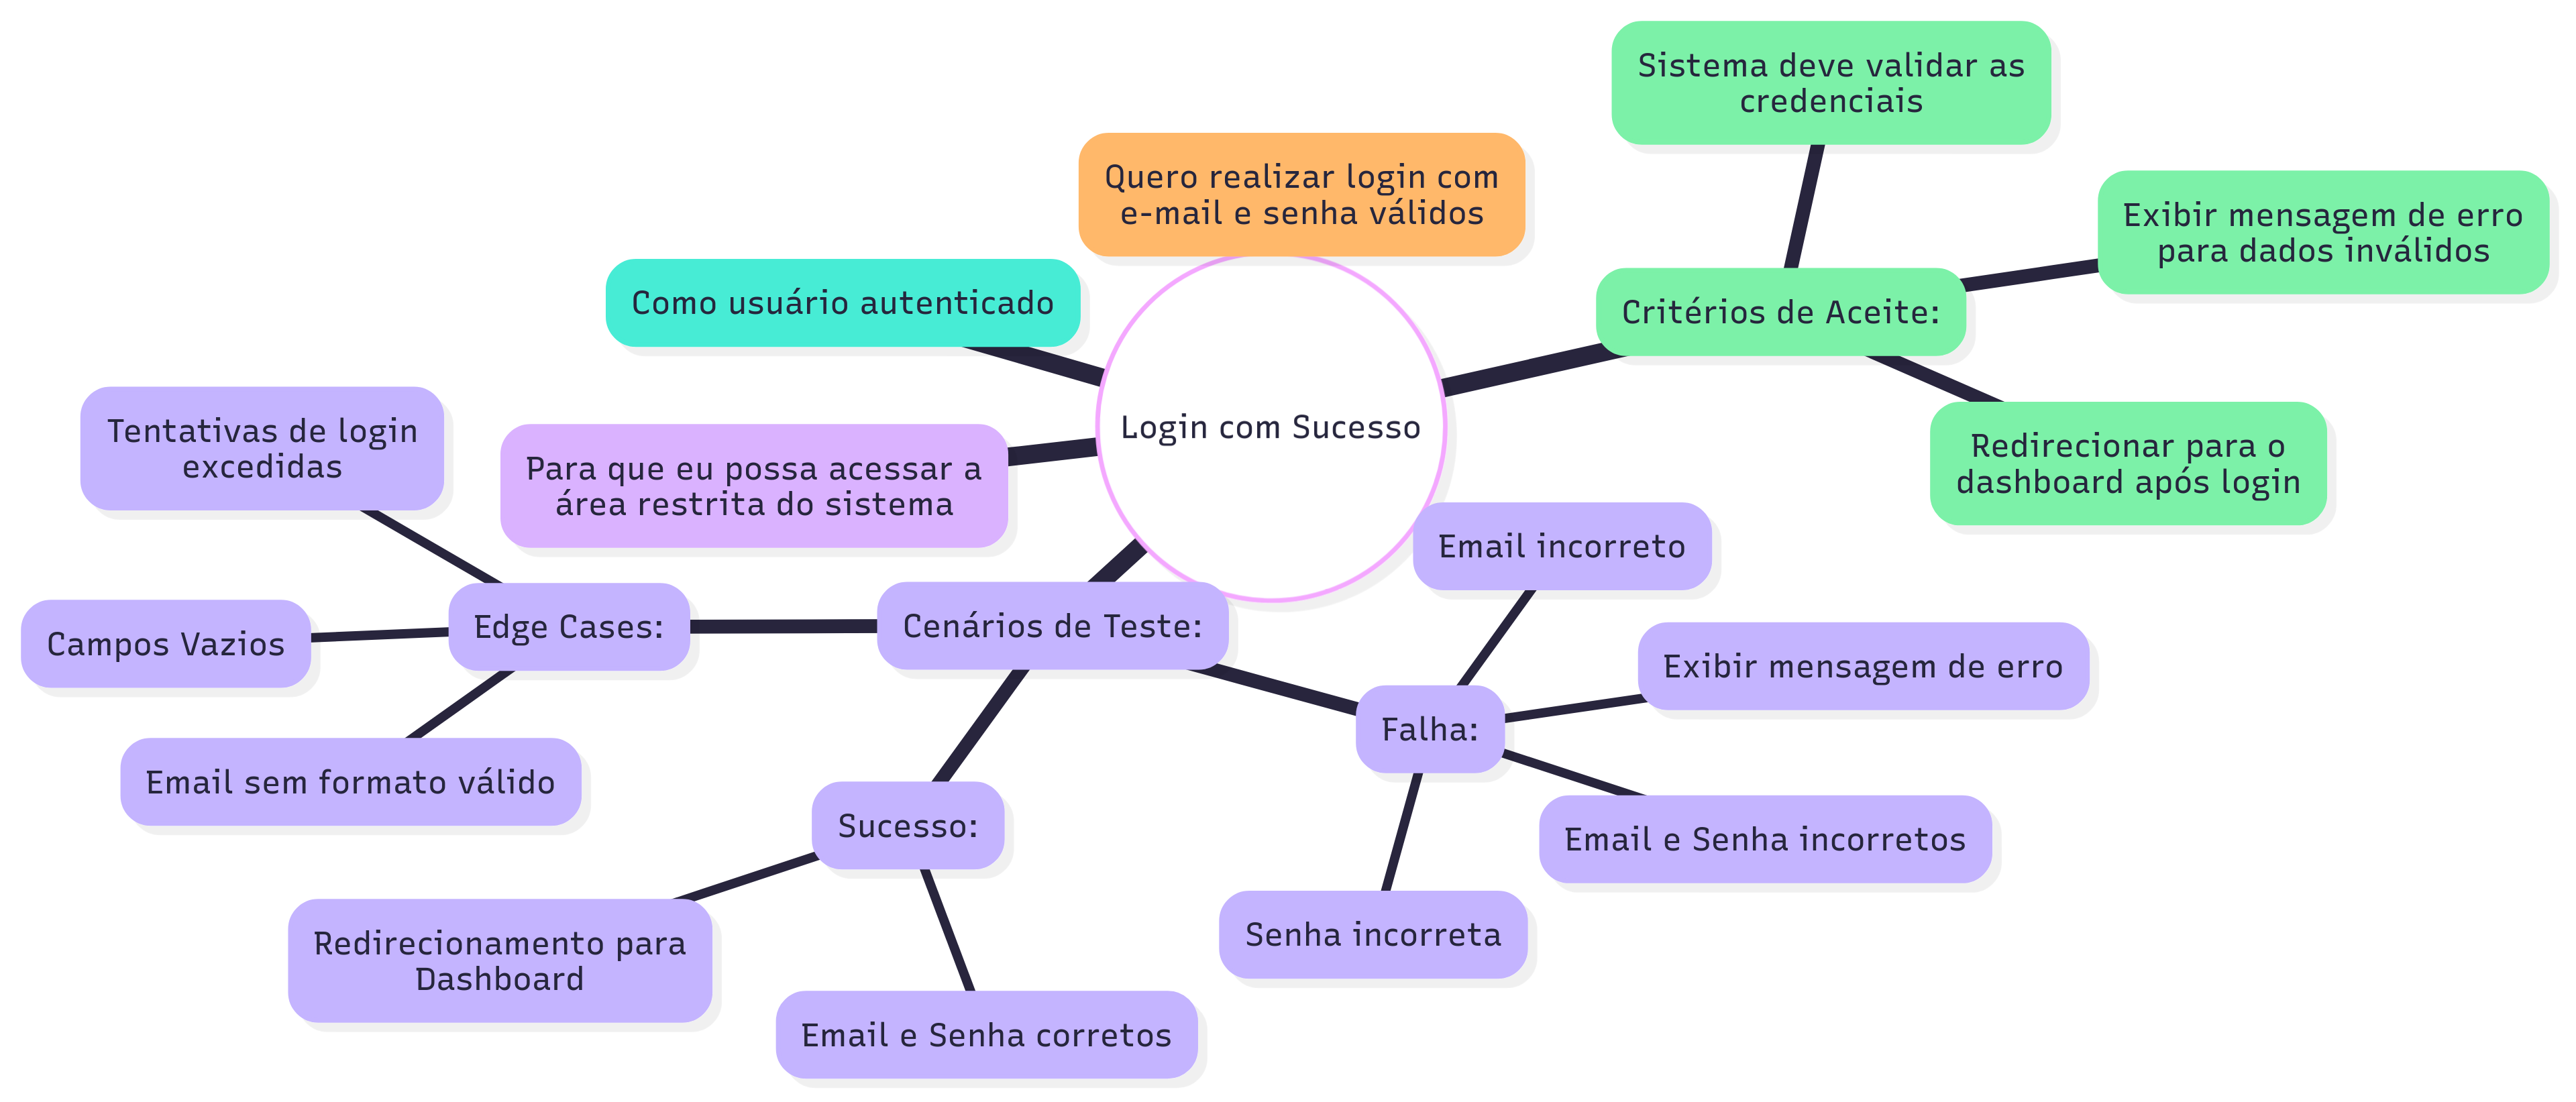 Sistema deve validar as
credenciais
Quero realizar login com
e-mail e senha válidos
Exibir mensagem de erro
para dados inválidos
Como usuário autenticado
Critérios de Aceite:
Login com Sucesso
Tentativas de login
excedidas
Para que eu possa acessar a
área restrita do sistema
Redirecionar para o
dashboard após login
Email incorreto
Campos Vazios
Edge Cases:
Cenários de Teste:
Exibir mensagem de erro
Falha:
Email sem formato válido
Sucesso:
Email e Senha incorretos
Redirecionamento para
Dashboard
Senha incorreta
Email e Senha corretos